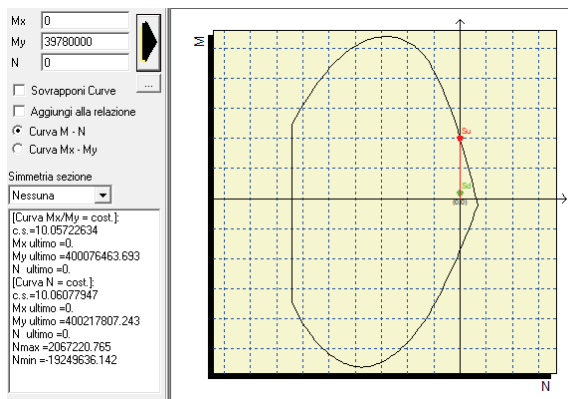 Mx 0
My 39780000
N 0
...
Sovrapponi Curve
Aggiungi alla relazione
Curva M - N
Curva Mx - My
Simmetria sezione
Nessuna
[Curva Mx/My = cost.]:
c.s.=10.05722634
Mx ultimo =0.
My ultimo =400076463.693
N ultimo =0.
[Curva N = cost.]:
c.s.=10.06077947
Mx ultimo =0.
My ultimo =400217807.243
N ultimo =0.
Nmax =2067220.765
Nmin =-19249636.142
M
Su
Sd
(0;0)
N